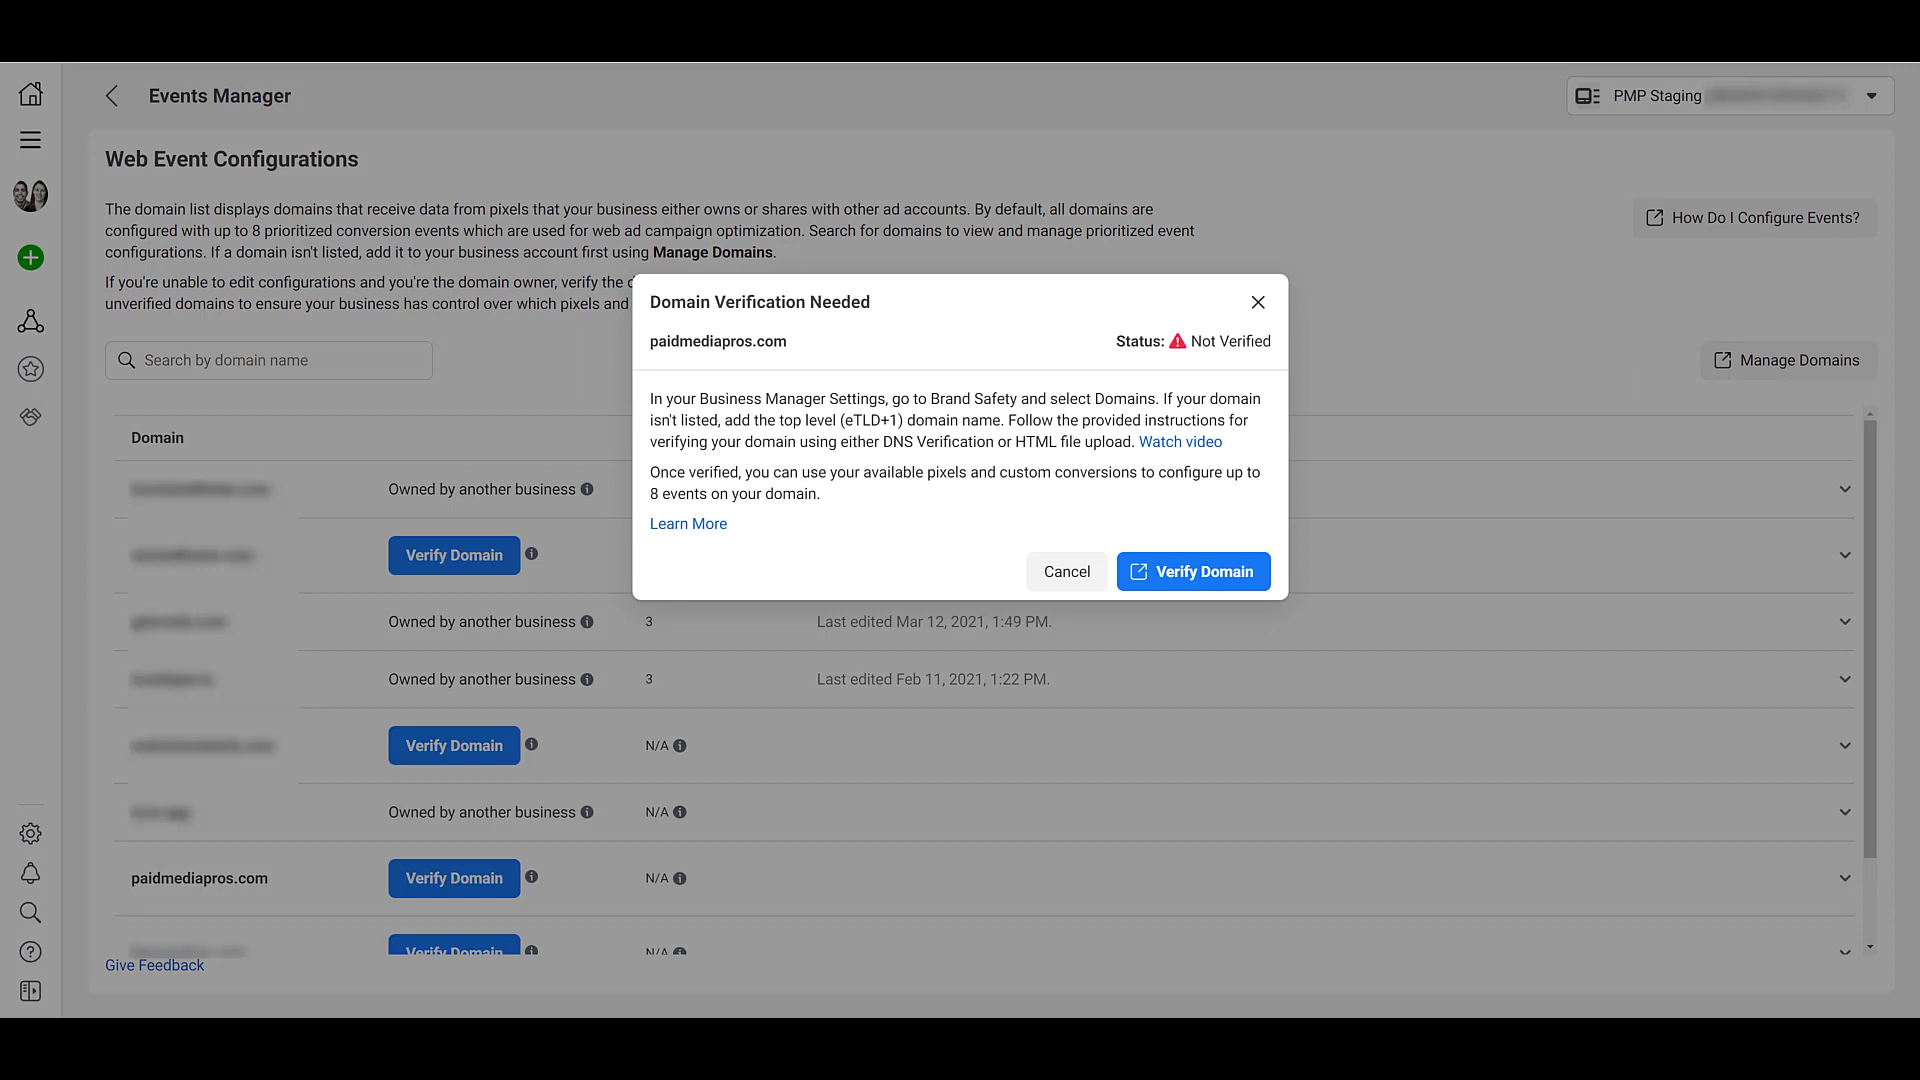 Events Manager
PMP Staging
Web Event Configurations
The domain list displays domains that receive data from pixels that your business either owns or shares with other ad accounts. By default, all domains are
configured with up to 8 prioritized conversion events which are used for web ad campaign optimization. Search for domains to view and manage prioritized event
configurations. If a domain isn't listed, add it to your business account first using Manage Domains.
How Do I Configure Events?
If you're unable to edit configurations and you're the domain owner, verify the
unverified domains to ensure your business has control over which pixels and
Search by domain name
Manage Domains
Domain Verification Needed
paidmediapros.com
Status: Not Verified
In your Business Manager Settings, go to Brand Safety and select Domains. If your domain
isn't listed, add the top level (eTLD+1) domain name. Follow the provided instructions for
verifying your domain using either DNS Verification or HTML file upload. Watch video
Once verified, you can use your available pixels and custom conversions to configure up to
8 events on your domain.
Learn More
Cancel
Verify Domain
Domain
Owned by another business
Verify Domain
Owned by another business 3 Last edited Mar 12, 2021, 1:49 PM.
Owned by another business 3 Last edited Feb 11, 2021, 1:22 PM.
Verify Domain N/A
Owned by another business N/A
paidmediapros.com Verify Domain N/A
Verify Domain N/A
Give Feedback